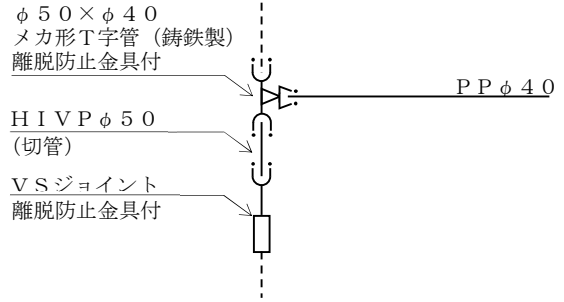 φ５０×φ４０
メカ形Ｔ字管（鋳鉄製）
離脱防止金具付
ＰＰφ４０
ＨＩＶＰφ５０
（切管）
ＶＳジョイント
離脱防止金具付